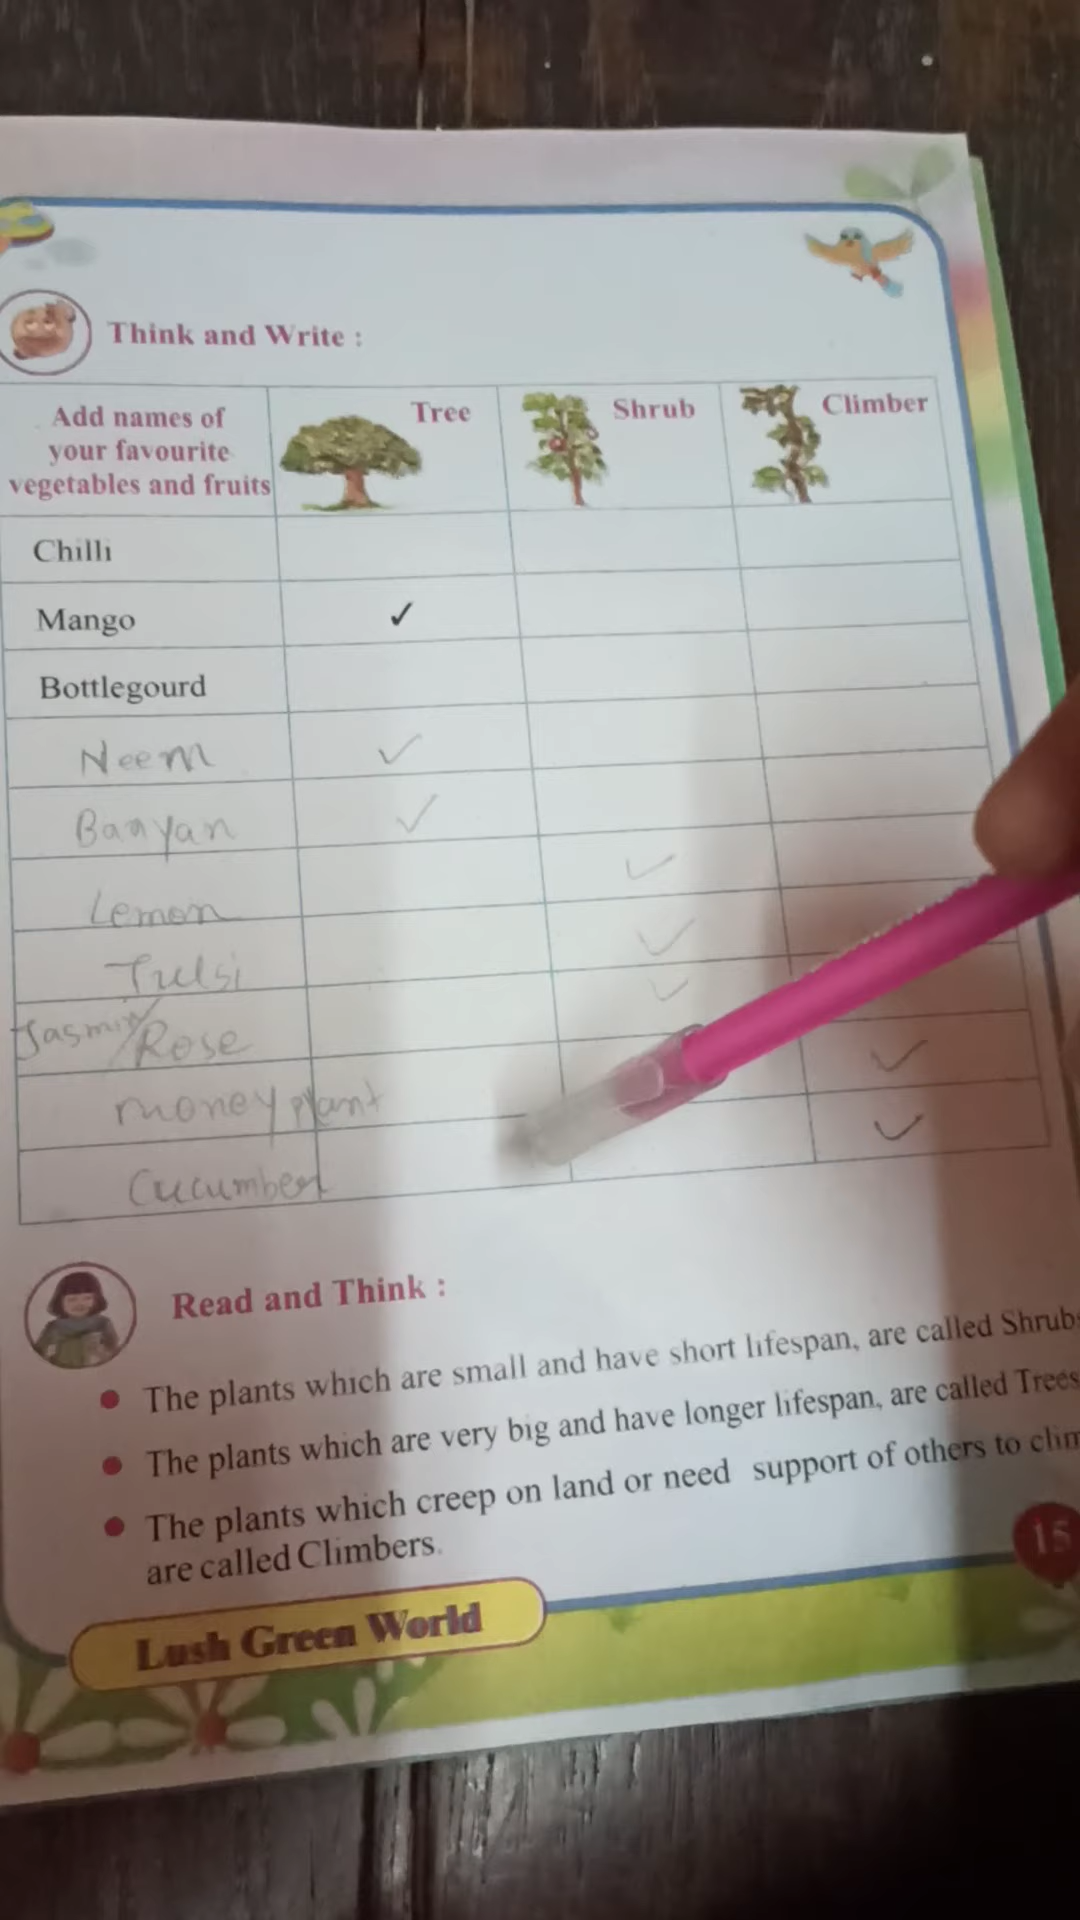 Think and Write :
Add names of
your favourite
vegetables and fruits
Tree
Shrub
Climber
Chilli
Mango ✓
Bottlegourd
Neem ✓
Banyan ✓
Lemon ✓
Tulsi ✓
Jasmin/Rose ✓
money plant ✓
Cucumber ✓
Read and Think :
• The plants which are small and have short lifespan, are called Shrubs
• The plants which are very big and have longer lifespan, are called Trees
• The plants which creep on land or need support of others to clim
are called Climbers.
15
Lush Green World